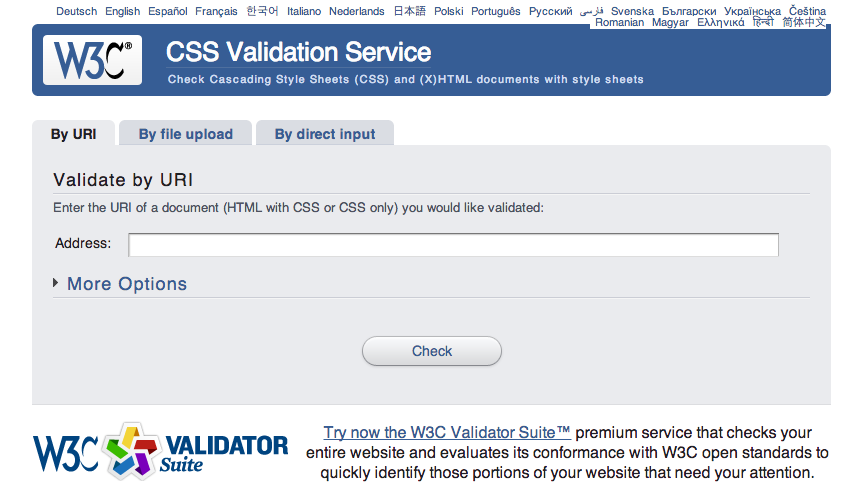 Deutsch English Español Français 한국어 Italiano Nederlands 日本語 Polski Português Русский فارسی Svenska Български Українська Čeština
Romanian Magyar Ελληνικά हिन्दी 简体中文
W3C®
CSS Validation Service
Check Cascading Style Sheets (CSS) and (X)HTML documents with style sheets
By URI By file upload By direct input
Validate by URI
Enter the URI of a document (HTML with CSS or CSS only) you would like validated:
Address:
More Options
Check
W3C VALIDATOR Suite
Try now the W3C Validator Suite™ premium service that checks your
entire website and evaluates its conformance with W3C open standards to
quickly identify those portions of your website that need your attention.